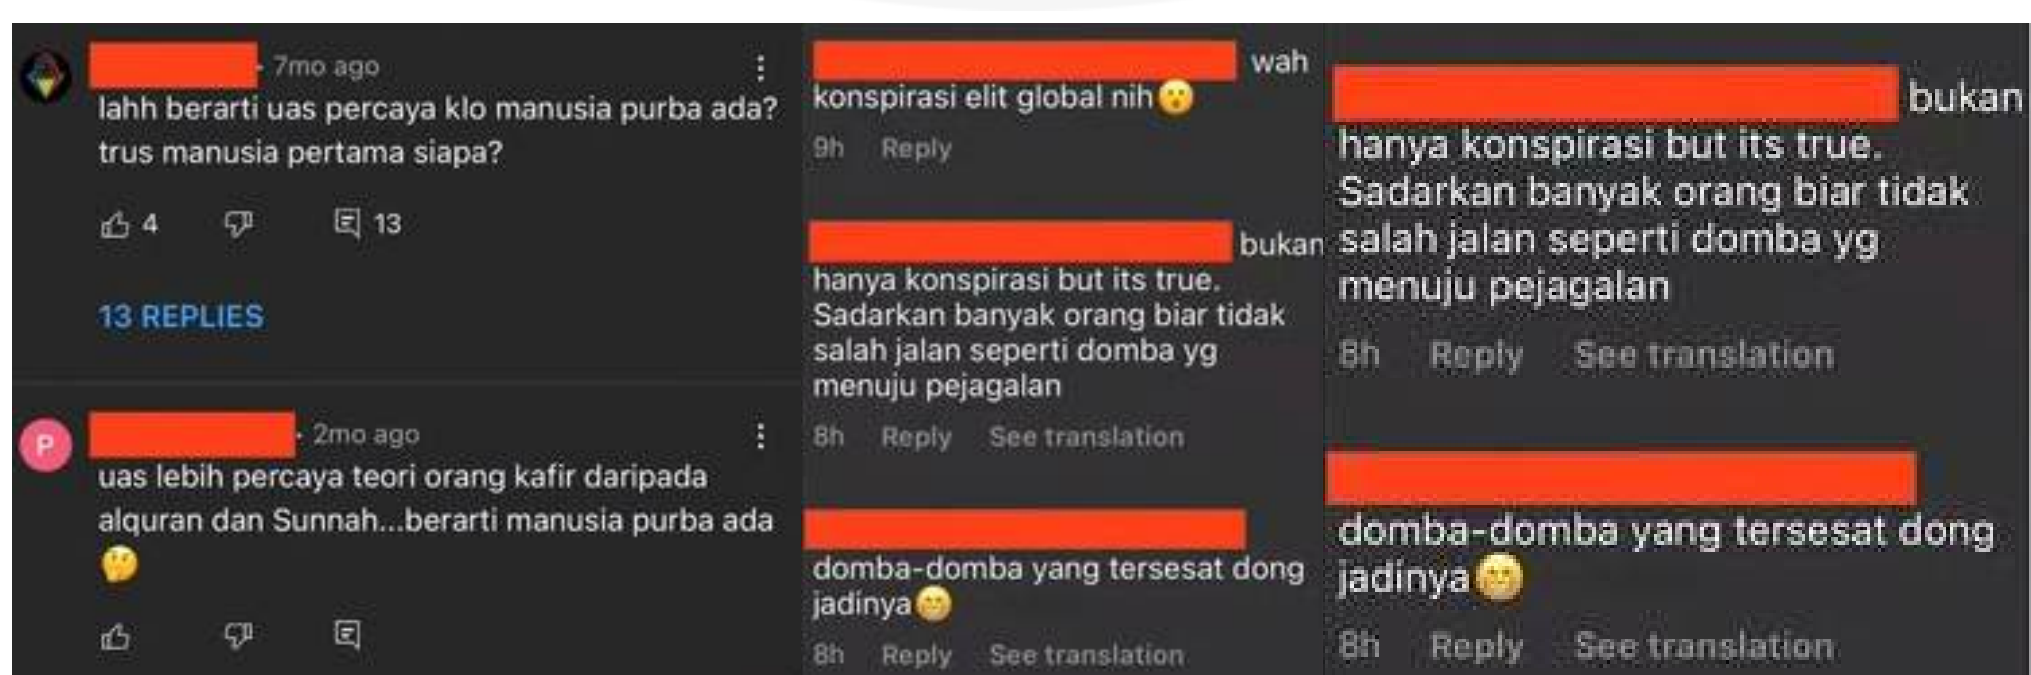 · 7mo ago
lahh berarti uas percaya klo manusia purba ada?
trus manusia pertama siapa?
4
13
13 REPLIES
P
· 2mo ago
uas lebih percaya teori orang kafir daripada
alquran dan Sunnah...berarti manusia purba ada
🤔
wah
konspirasi elit global nih😮
9h Reply
bukan
hanya konspirasi but its true.
Sadarkan banyak orang biar tidak
salah jalan seperti domba yg
menuju pejagalan
8h Reply See translation
domba-domba yang tersesat dong
jadinya😁
8h Reply See translation
bukan
hanya konspirasi but its true.
Sadarkan banyak orang biar tidak
salah jalan seperti domba yg
menuju pejagalan
8h Reply See translation
domba-domba yang tersesat dong
jadinya😁
8h Reply See translation